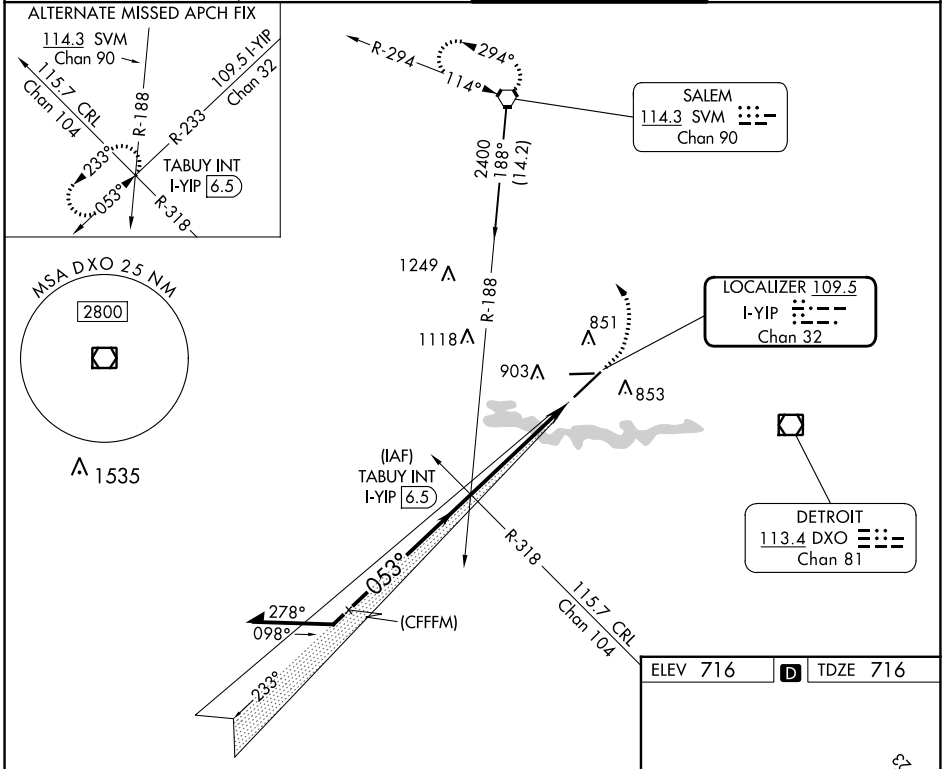 ALTERNATE MISSED APCH FIX
114.3 SVM
Chan 90
115.7 CRL
Chan 104
R-188
109.5 I-YIP
Chan 32
R-233
233°
053°
TABUY INT
I-YIP 6.5
R-318
R-294
294°
114°
SALEM
114.3 SVM
Chan 90
2400
188°
(14.2)
MSA DXO 25 NM
2800
1535
1249
R-188
1118
903
851
853
LOCALIZER 109.5
I-YIP
Chan 32
(IAF)
TABUY INT
I-YIP 6.5
DETROIT
113.4 DXO
Chan 81
R-318
115.7 CRL
Chan 104
053°
278°
098°
(CFFFM)
233°
ELEV 716
D
TDZE 716
23